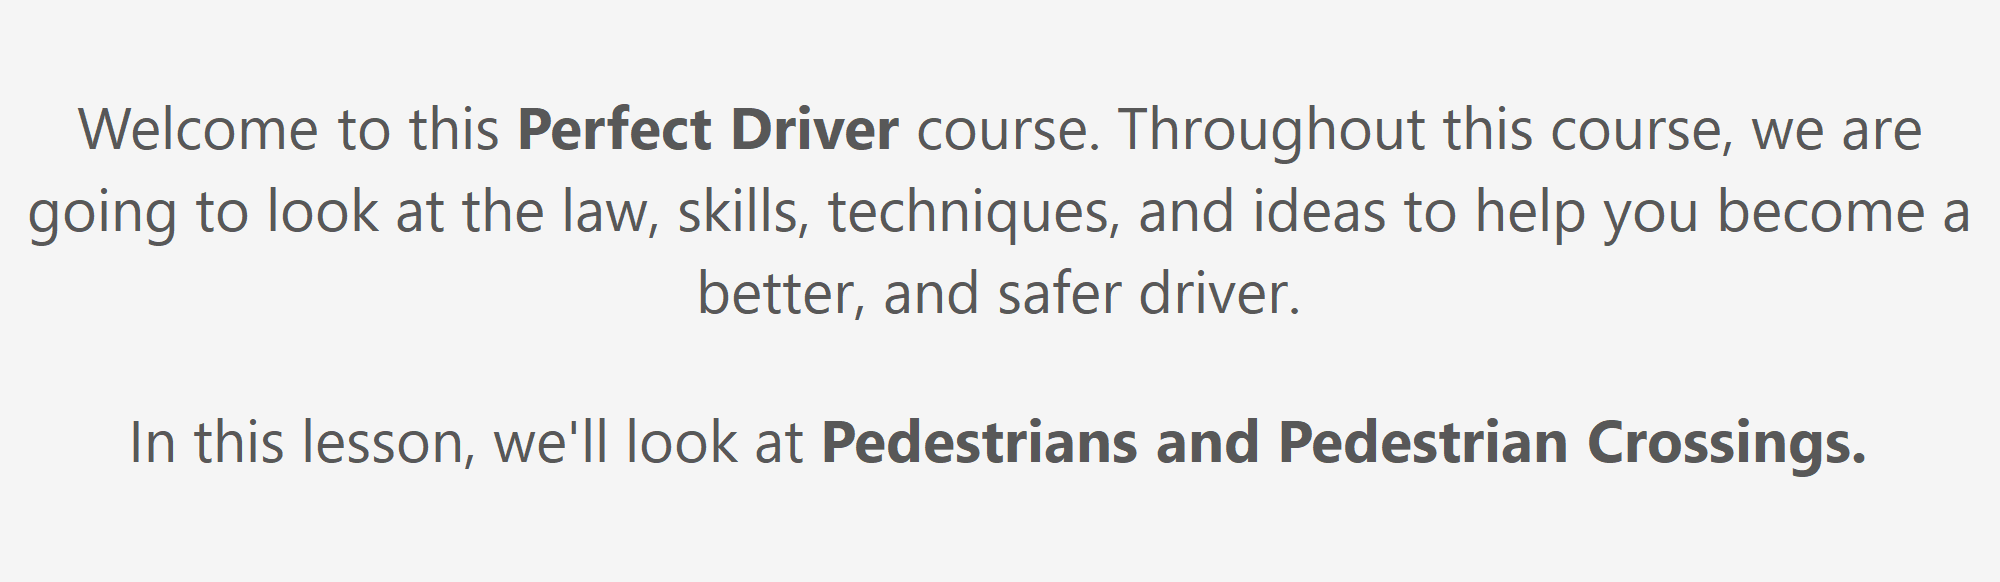 Welcome to this Perfect Driver course. Throughout this course, we are
going to look at the law, skills, techniques, and ideas to help you become a
better, and safer driver.
In this lesson, we'll look at Pedestrians and Pedestrian Crossings.